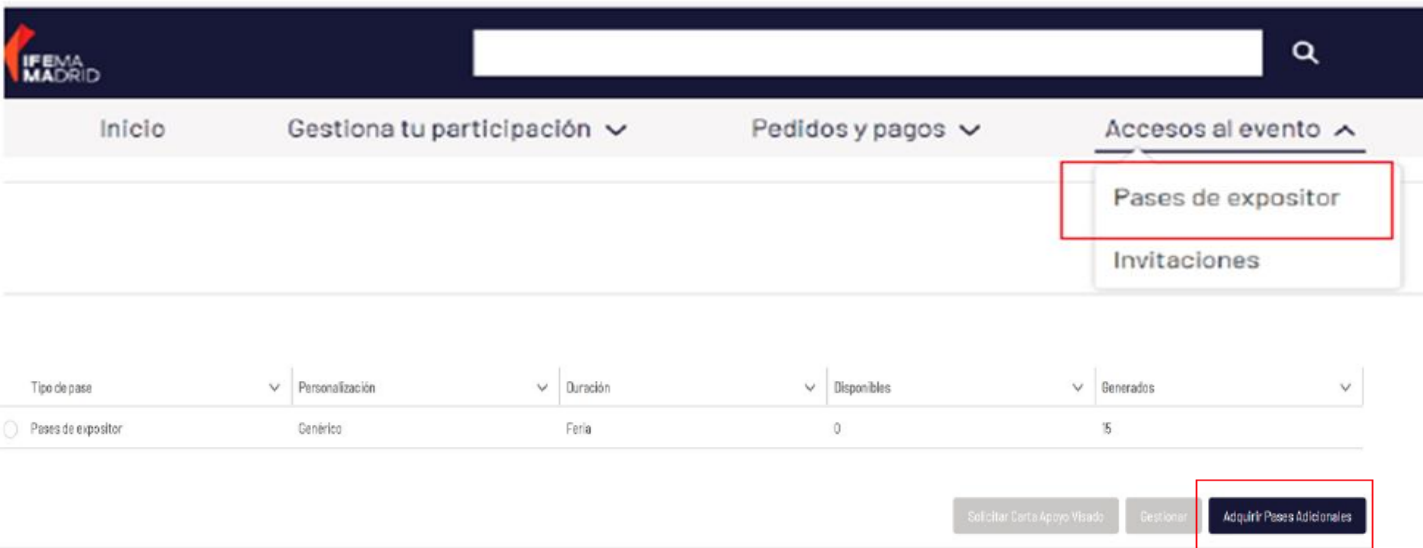 IFEMA
MADRID
Inicio Gestiona tu participación Pedidos y pagos Accesos al evento
Pases de expositor
Invitaciones
Tipo de pase Personalización Duración Disponibles Generados
Pases de expositor Genérico Feria 0 15
Solicitar Carta Apoyo Visado Gestionar Adquirir Pases Adicionales